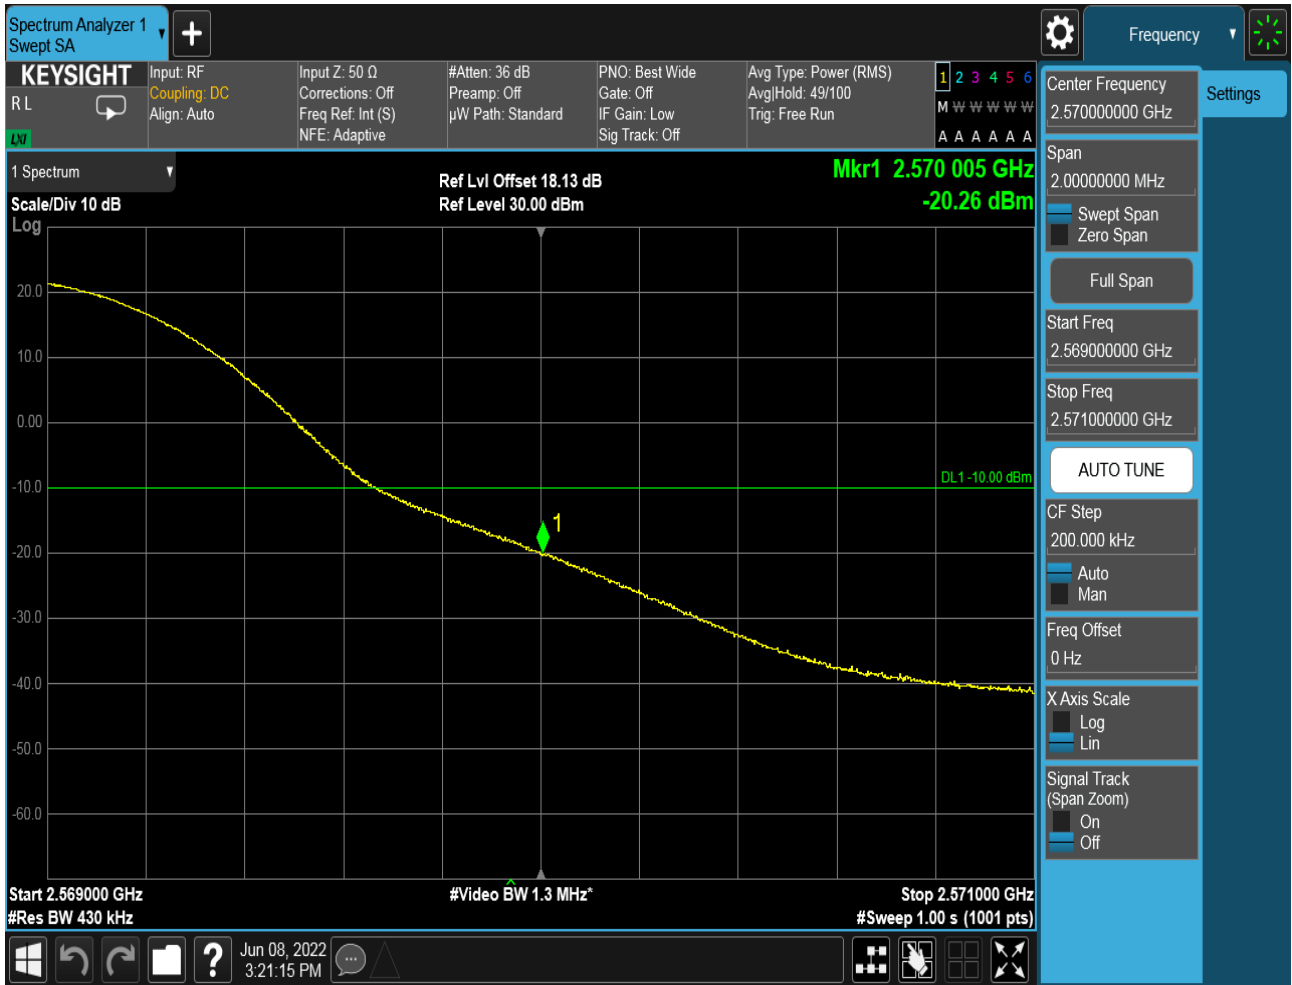 Spectrum Analyzer 1
Swept SA
Frequency
KEYSIGHT
R L
LXI
Input: RF
Coupling: DC
Align: Auto
Input Z: 50 Ω
Corrections: Off
Freq Ref: Int (S)
NFE: Adaptive
#Atten: 36 dB
Preamp: Off
µW Path: Standard
PNO: Best Wide
Gate: Off
IF Gain: Low
Sig Track: Off
Avg Type: Power (RMS)
Avg|Hold: 49/100
Trig: Free Run
1 2 3 4 5 6
M W W W W W
A A A A A A
1 Spectrum
Scale/Div 10 dB
Log
Ref Lvl Offset 18.13 dB
Ref Level 30.00 dBm
Mkr1 2.570 005 GHz
-20.26 dBm
20.0
10.0
0.00
-10.0
-20.0
-30.0
-40.0
-50.0
-60.0
DL1 -10.00 dBm
1
Start 2.569000 GHz
#Res BW 430 kHz
#Video BW 1.3 MHz*
Stop 2.571000 GHz
#Sweep 1.00 s (1001 pts)
Jun 08, 2022
3:21:15 PM
Center Frequency
2.570000000 GHz
Span
2.00000000 MHz
Swept Span
Zero Span
Full Span
Start Freq
2.569000000 GHz
Stop Freq
2.571000000 GHz
AUTO TUNE
CF Step
200.000 kHz
Auto
Man
Freq Offset
0 Hz
X Axis Scale
Log
Lin
Signal Track
(Span Zoom)
On
Off
Settings